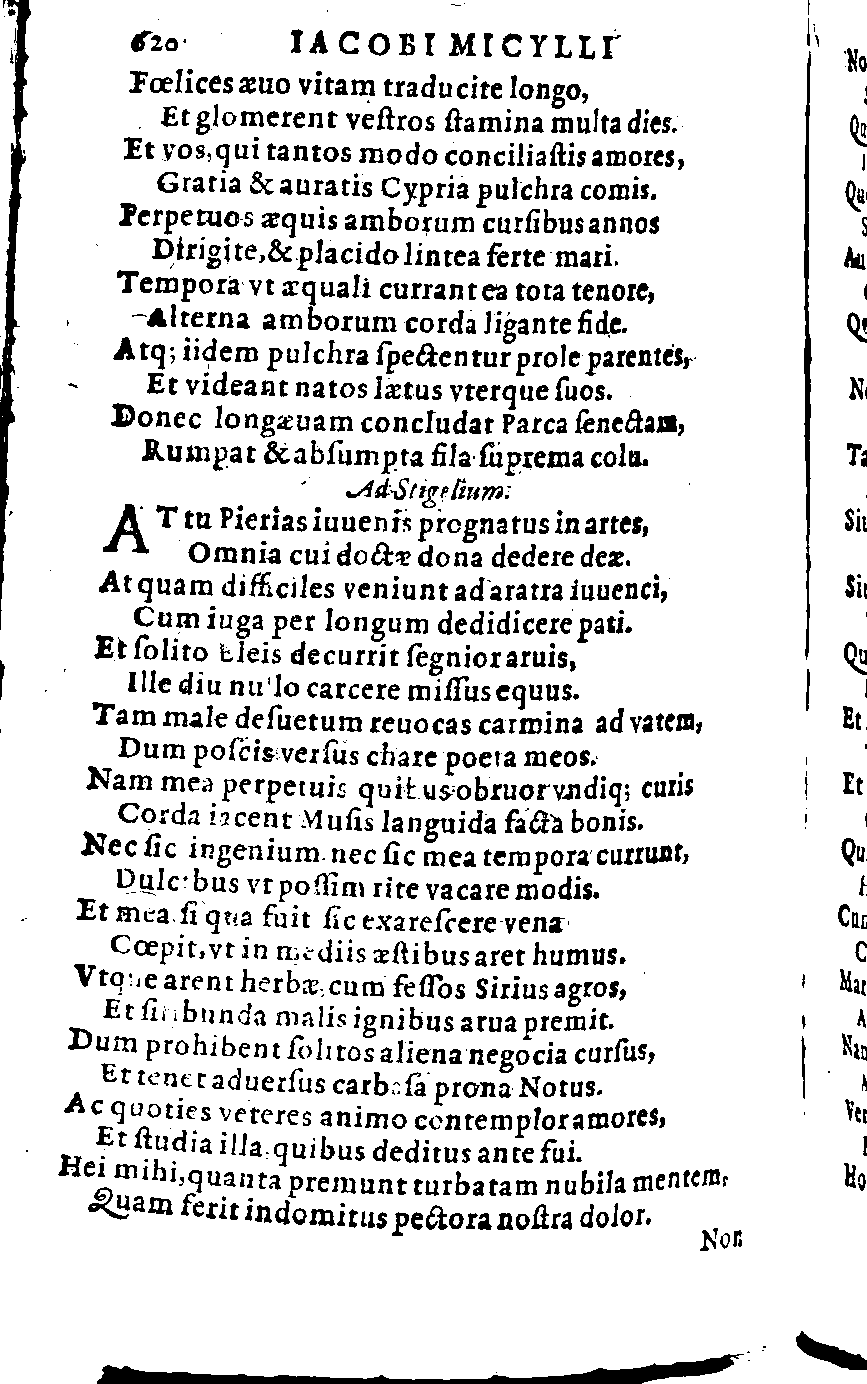 620 IACOBI MICYLLI
Fœlices æuo vitam traducite longo,
Et glomerent veſtros ſtamina multa dies.
Et vos, qui tantos modo conciliaſtis amores,
Gratia & auratis Cypria pulchra comis.
Perpetuos æquis amborum curſibus annos
Dirigite, & placido lintea ferte mari.
Tempora vt æquali currant ea tota tenore,
Alterna amborum corda ligante fide.
Atq; iidem pulchra ſpectentur prole parentes,
Et videant natos lætus vterque ſuos.
Donec longæuam concludat Parca ſenectam,
Rumpat & abſumpta fila ſuprema colu.
Ad Stigelium.
AT tu Pierias iuuenis prognatus in artes,
Omnia cui doctæ dona dedere deæ.
At quam difficiles veniunt ad aratra iuuenci,
Cum iuga per longum dedidicere pati.
Et ſolito Eleis decurrit ſegnior aruis,
Ille diu nullo carcere miſſus equus.
Tam male deſuetum reuocas carmina ad vatem,
Dum poſcis verſus chare poeta meos.
Nam mea perpetuis quibus obruor vndiq; curis
Corda iacent Muſis languida facta bonis.
Nec ſic ingenium, nec ſic mea tempora currunt,
Dulcibus vt poſſim rite vacare modis.
Et mea ſi qua fuit ſic exareſcere vena
Cœpit, vt in mediis æſtibus aret humus.
Vtque arent herbæ, cum feſſos Sirius agros,
Et ſitibunda malis ignibus arua premit.
Dum prohibent ſolitos aliena negocia curſus,
Et tenet aduerſus carbaſa prona Notus.
Ac quoties veteres animo contemplor amores,
Et ſtudia illa, quibus deditus ante fui.
Hei mihi, quanta premunt turbatam nubila mentem,
Quam ferit indomitus pectora noſtra dolor.
Non